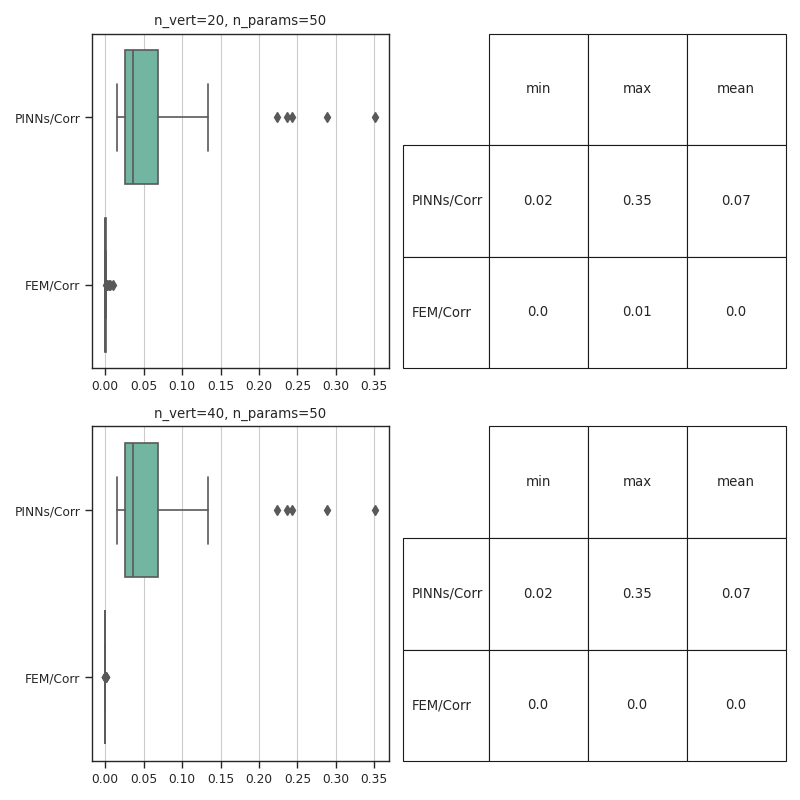 n_vert=20, n_params=50
PINNs/Corr
FEM/Corr
0.00 0.05 0.10 0.15 0.20 0.25 0.30 0.35
min max mean
PINNs/Corr 0.02 0.35 0.07
FEM/Corr 0.0 0.01 0.0
n_vert=40, n_params=50
PINNs/Corr
FEM/Corr
0.00 0.05 0.10 0.15 0.20 0.25 0.30 0.35
min max mean
PINNs/Corr 0.02 0.35 0.07
FEM/Corr 0.0 0.0 0.0